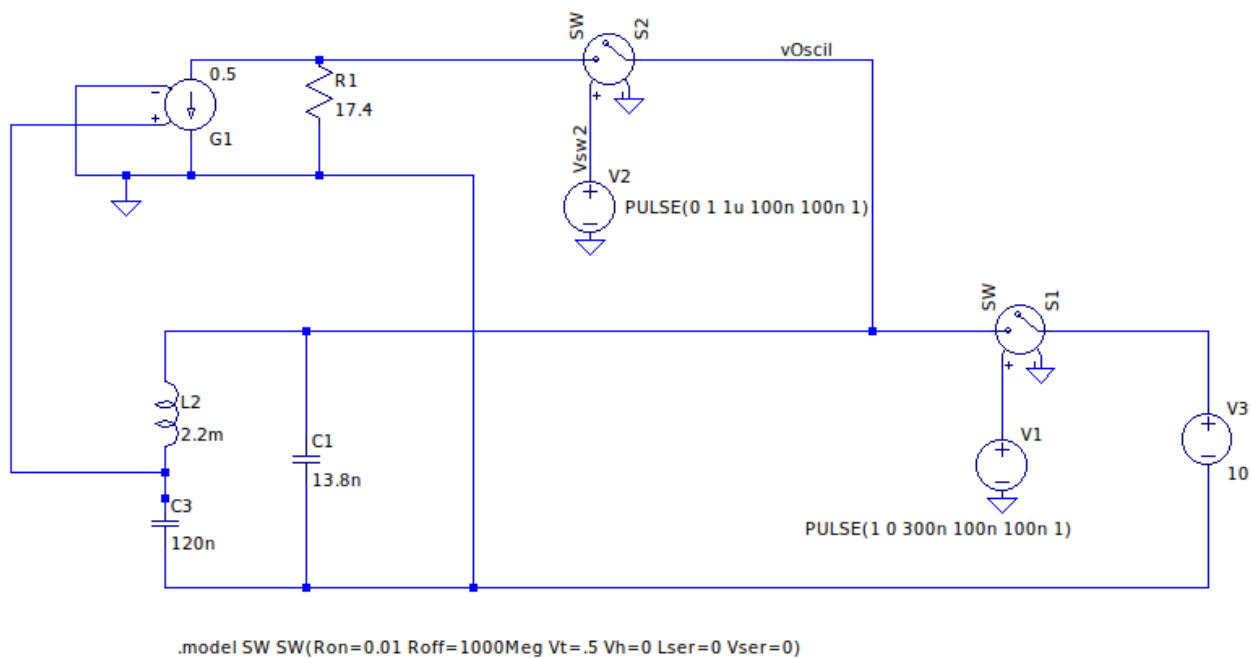 SW
S2
vOscil
0.5
R1
17.4
G1
Vsw2
V2
PULSE(0 1 1u 100n 100n 1)
SW
S1
L2
2.2m
C1
13.8n
V3
10
V1
C3
120n
PULSE(1 0 300n 100n 100n 1)
.model SW SW(Ron=0.01 Roff=1000Meg Vt=.5 Vh=0 Lser=0 Vser=0)